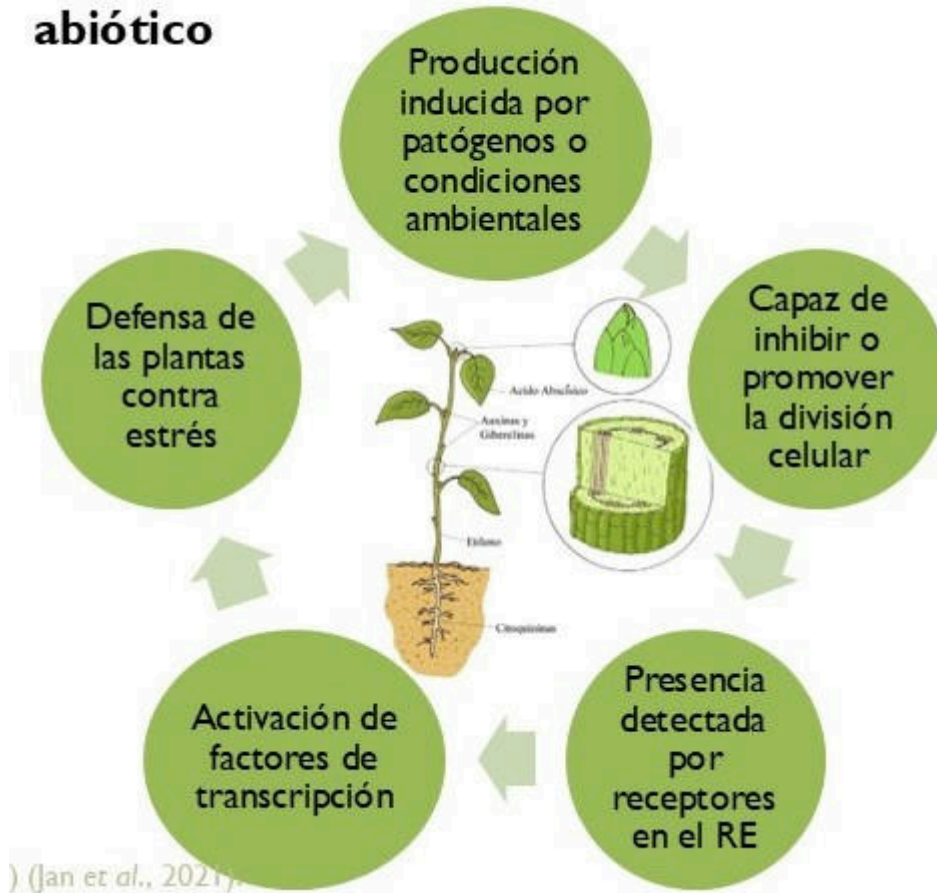 abiótico
Producción
inducida por
patógenos o
condiciones
ambientales
Capaz de
inhibir o
promover
la división
celular
Presencia
detectada
por
receptores
en el RE
Activación de
factores de
transcripción
Defensa de
las plantas
contra
estrés
Acido Abscísico
Auxinas y
Giberelinas
Etileno
Citoquininas
) (Jan et al., 2021).